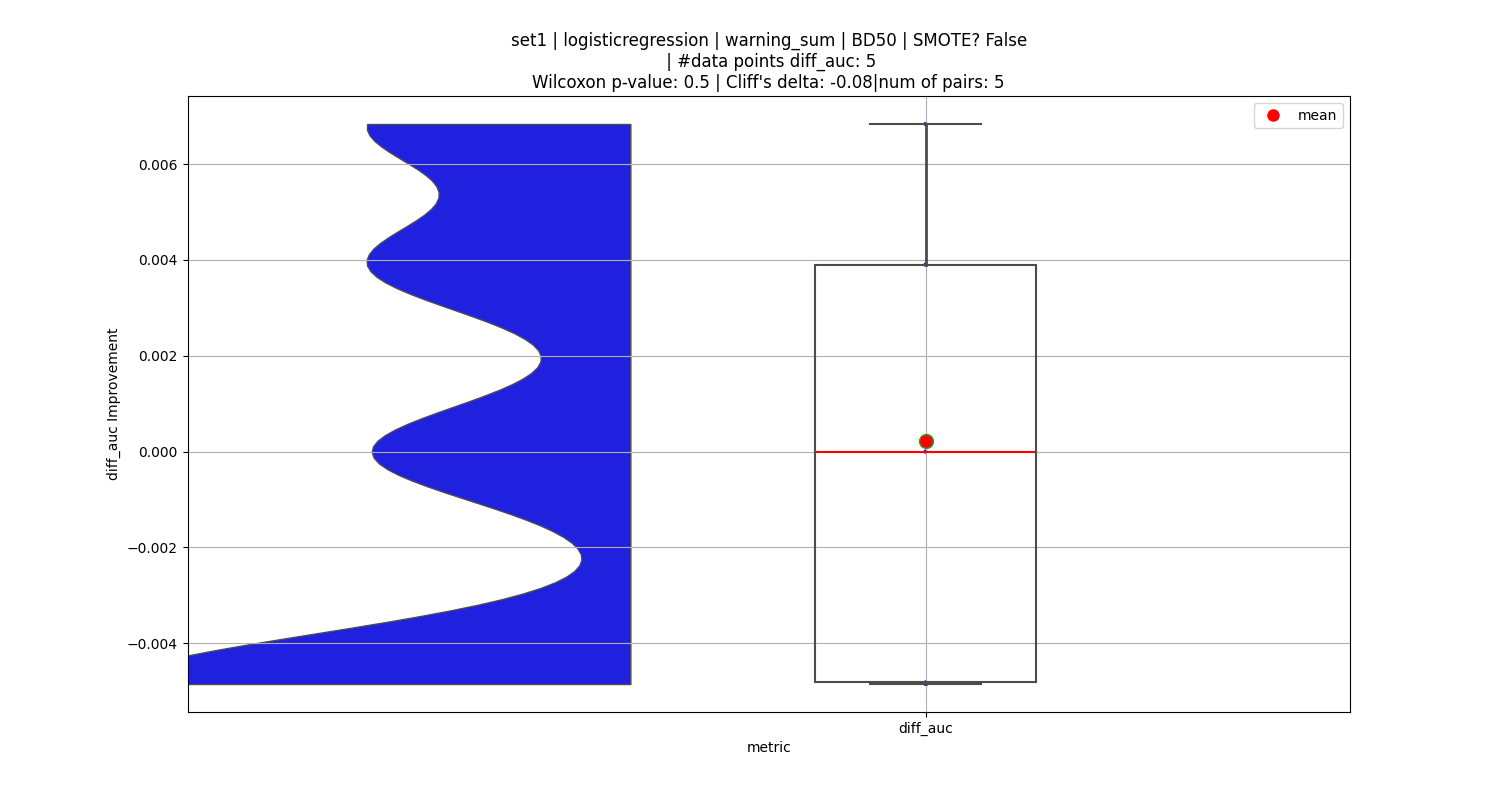 set1 | logisticregression | warning_sum | BD50 | SMOTE? False
| #data points diff_auc: 5
Wilcoxon p-value: 0.5 | Cliff's delta: -0.08|num of pairs: 5
mean
0.006
0.004
0.002
0.000
−0.002
−0.004
diff_auc Improvement
diff_auc
metric